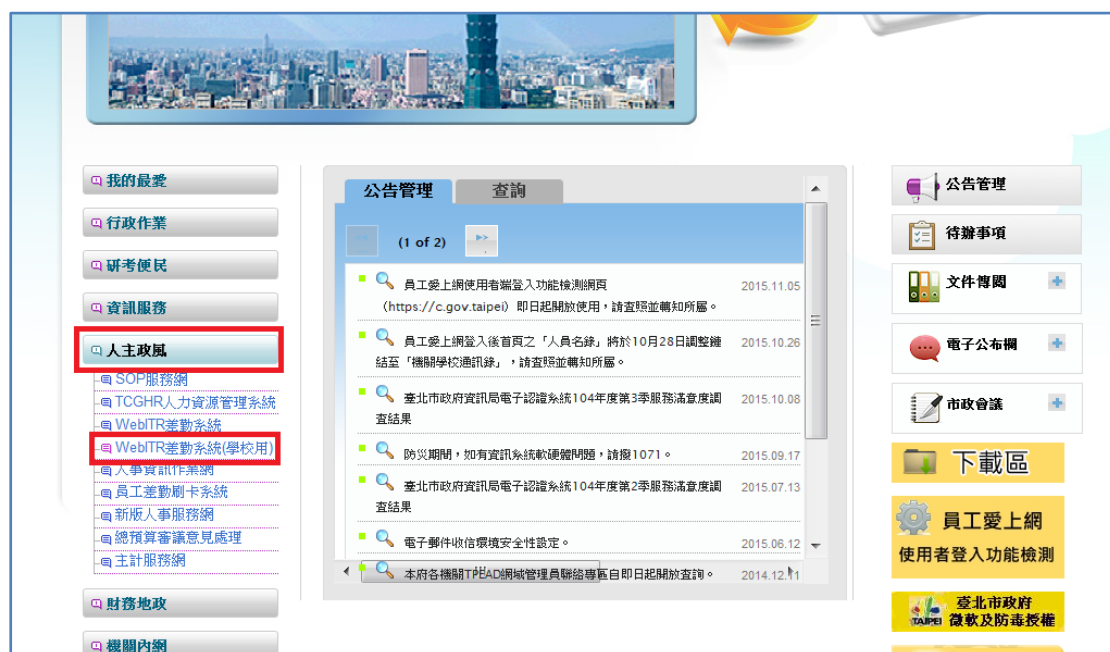 我的最愛
行政作業
研考便民
資訊服務
人主政風
SOP服務網
TCGHR人力資源管理系統
WebITR差勤系統
WebITR差勤系統(學校用)
人事資訊作業網
員工差勤刷卡系統
新版人事服務網
總預算審議意見處理
主計服務網
財務地政
機關內網
公告管理 查詢
(1 of 2)
員工愛上網使用者端登入功能檢測網頁 2015.11.05
（https://c.gov.taipei）即日起開放使用，請查照並轉知所屬。
員工愛上網登入後首頁之「人員名錄」將於10月28日調整鏈 2015.10.26
結至「機關學校通訊錄」，請查照並轉知所屬。
臺北市政府資訊局電子認證系統104年度第3季服務滿意度調 2015.10.08
查結果
防災期間，如有資訊系統軟硬體問題，請撥1071。 2015.09.17
臺北市政府資訊局電子認證系統104年度第2季服務滿意度調 2015.07.13
查結果
電子郵件收信環境安全性設定。 2015.06.12
本府各機關TPEAD網域管理員聯絡專區自即日起開放查詢。 2014.12.11
公告管理
待辦事項
文件傳閱
電子公布欄
市政會議
下載區
員工愛上網
使用者登入功能檢測
臺北市政府
TAIPEI 微軟及防毒授權